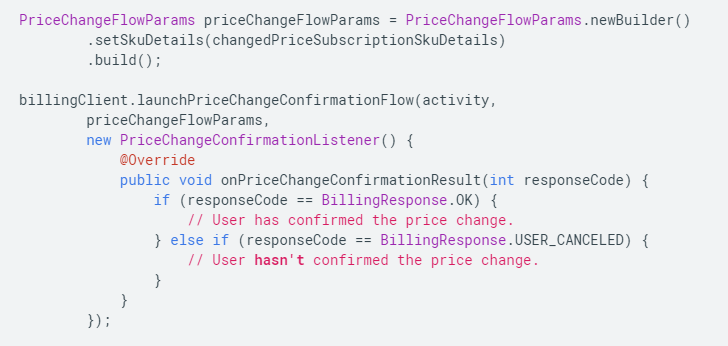 PriceChangeFlowParams priceChangeFlowParams = PriceChangeFlowParams.newBuilder()
        .setSkuDetails(changedPriceSubscriptionSkuDetails)
        .build();

billingClient.launchPriceChangeConfirmationFlow(activity,
        priceChangeFlowParams,
        new PriceChangeConfirmationListener() {
            @Override
            public void onPriceChangeConfirmationResult(int responseCode) {
                if (responseCode == BillingResponse.OK) {
                    // User has confirmed the price change.
                } else if (responseCode == BillingResponse.USER_CANCELED) {
                    // User hasn't confirmed the price change.
                }
            }
        });